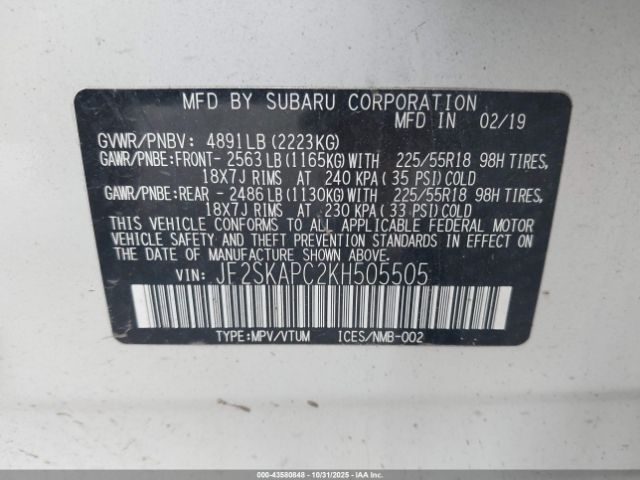 MFD BY SUBARU CORPORATION
MFD IN 02/19
GVWR/PNBV: 4891LB (2223KG)
GAWR/PNBE:FRONT- 2563 LB (1165KG) WITH 225/55R18 98H TIRES,
18X7J RIMS AT 240 KPA ( 35 PSI) COLD
GAWR/PNBE:REAR - 2486 LB (1130KG) WITH 225/55R18 98H TIRES,
18X7J RIMS AT 230 KPA ( 33 PSI) COLD
THIS VEHICLE CONFORMS TO ALL APPLICABLE FEDERAL MOTOR
VEHICLE SAFETY AND THEFT PREVENTION STANDARDS IN EFFECT ON
THE DATE OF MANUFACTURE SHOWN ABOVE.
VIN: JF2SKAPC2KH505505
TYPE:MPV/VTUM ICES/NMB-002
000-43580848 - 10/31/2025 - iaai.com